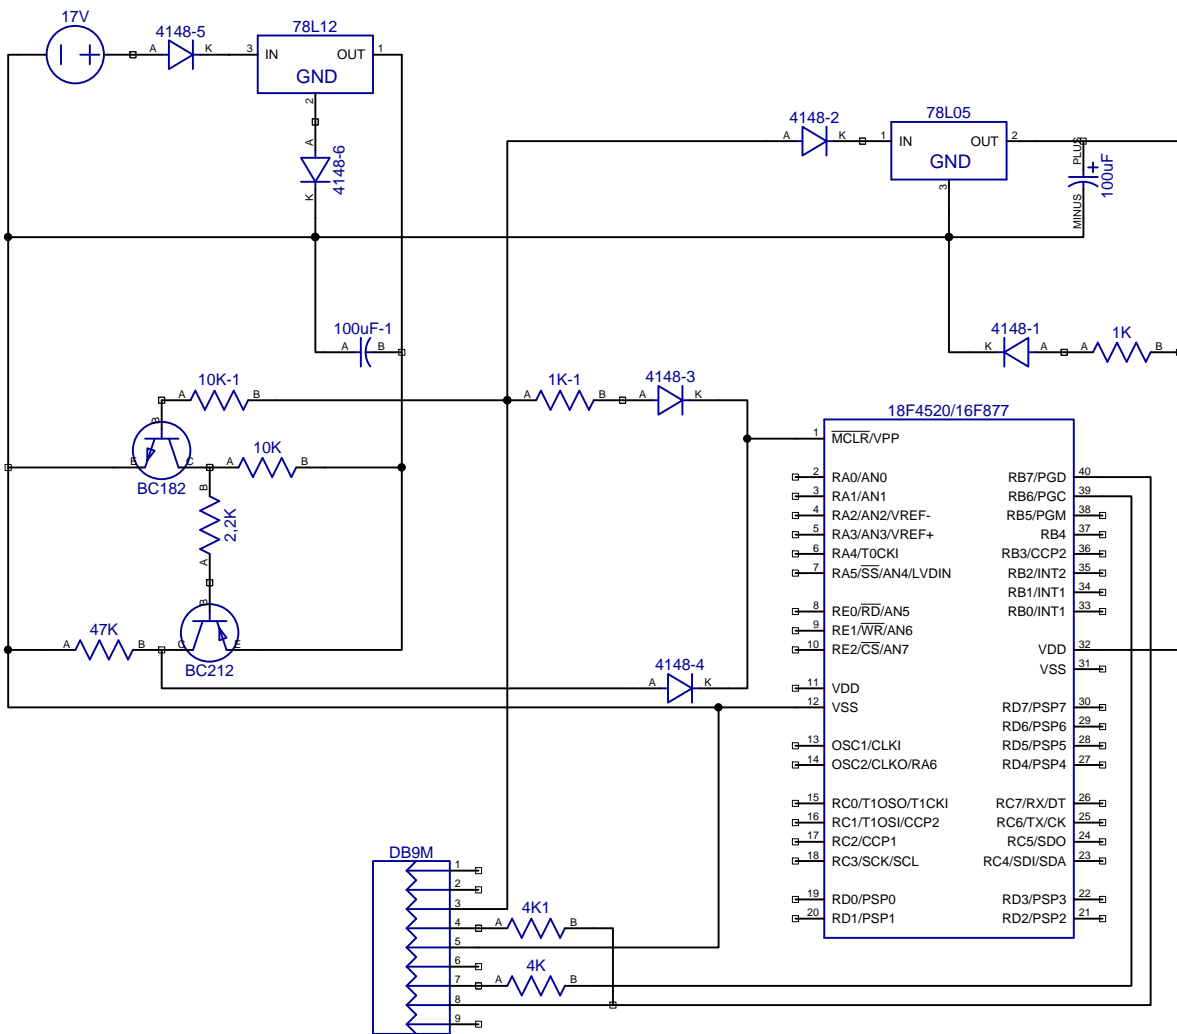 17V
4148-5
A
K
78L12
3
IN
OUT
1
GND
2
A
4148-6
K
4148-2
A
K
78L05
1
IN
OUT
2
GND
3
PLUS
+
100uF
MINUS
100uF-1
A
B
4148-1
K
A
1K
A
B
10K-1
A
B
1K-1
A
B
4148-3
A
K
B
E
C
BC182
10K
A
B
B
2,2K
A
B
47K
A
B
C
E
BC212
4148-4
A
K
18F4520/16F877
1 MCLR/VPP
2 RA0/AN0
3 RA1/AN1
4 RA2/AN2/VREF-
5 RA3/AN3/VREF+
6 RA4/T0CKI
7 RA5/SS/AN4/LVDIN
8 RE0/RD/AN5
9 RE1/WR/AN6
10 RE2/CS/AN7
11 VDD
12 VSS
13 OSC1/CLKI
14 OSC2/CLKO/RA6
15 RC0/T1OSO/T1CKI
16 RC1/T1OSI/CCP2
17 RC2/CCP1
18 RC3/SCK/SCL
19 RD0/PSP0
20 RD1/PSP1
RB7/PGD 40
RB6/PGC 39
RB5/PGM 38
RB4 37
RB3/CCP2 36
RB2/INT2 35
RB1/INT1 34
RB0/INT1 33
VDD 32
VSS 31
RD7/PSP7 30
RD6/PSP6 29
RD5/PSP5 28
RD4/PSP4 27
RC7/RX/DT 26
RC6/TX/CK 25
RC5/SDO 24
RC4/SDI/SDA 23
RD3/PSP3 22
RD2/PSP2 21
DB9M
1
2
3
4
5
6
7
8
9
4K1
A
B
4K
A
B